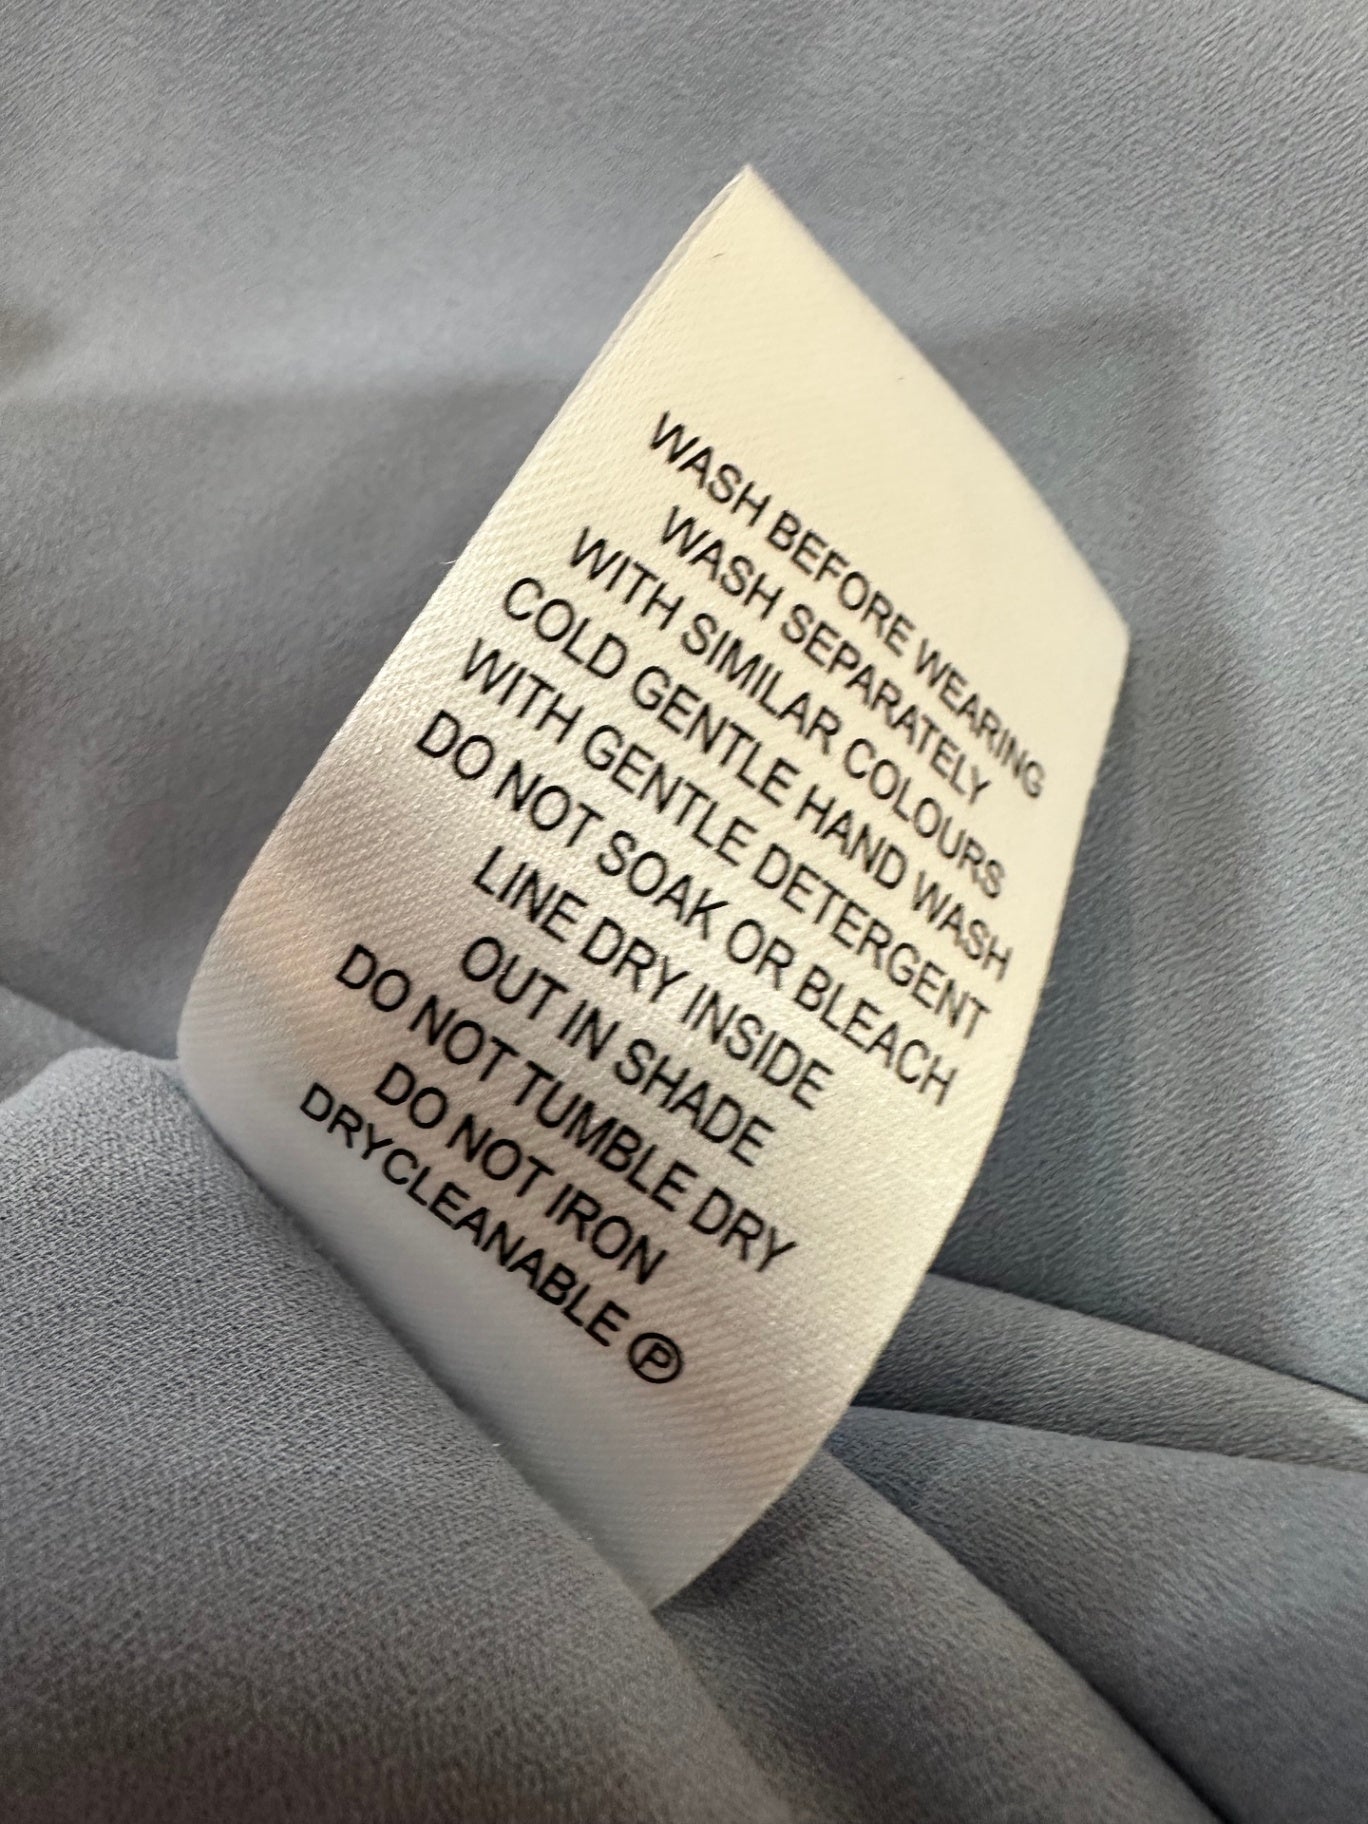 WASH BEFORE WEARING
WASH SEPARATELY
WITH SIMILAR COLOURS
COLD GENTLE HAND WASH
WITH GENTLE DETERGENT
DO NOT SOAK OR BLEACH
LINE DRY INSIDE
OUT IN SHADE
DO NOT TUMBLE DRY
DO NOT IRON
DRYCLEANABLE Ⓟ